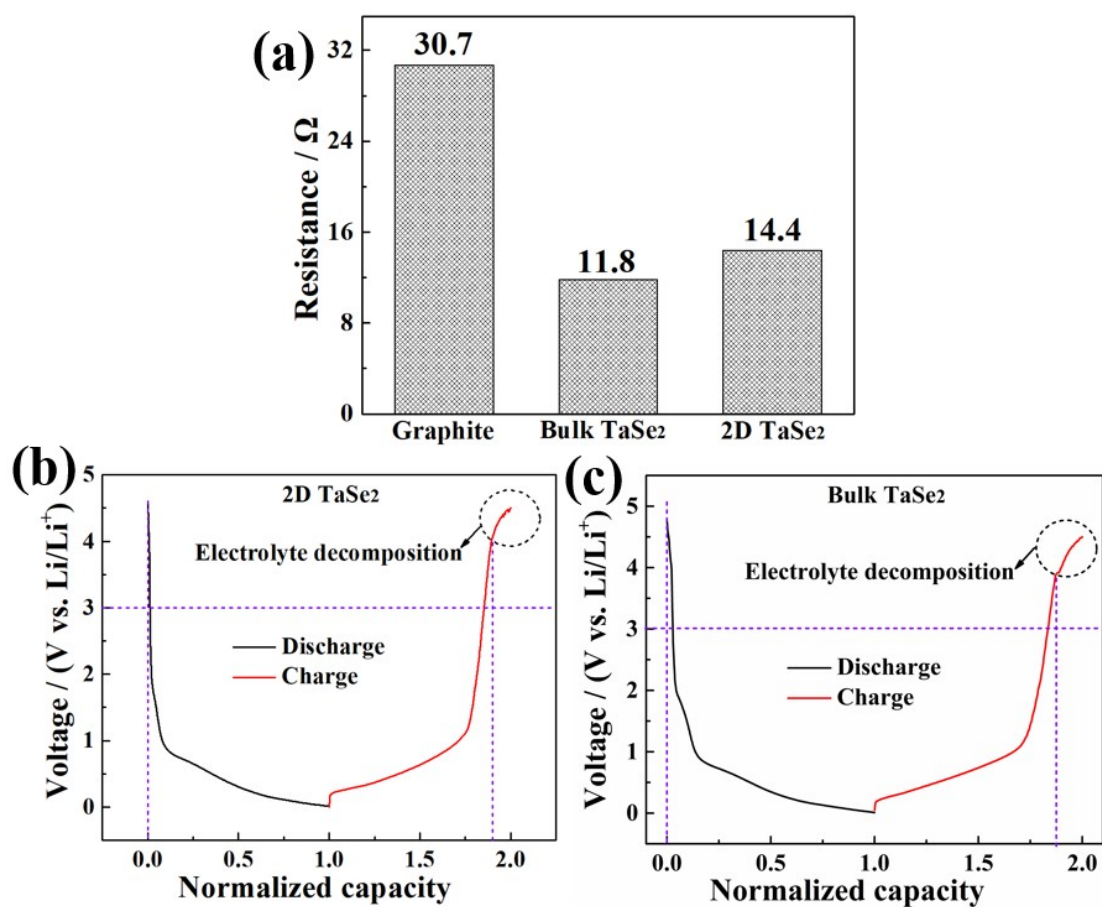 (a)
Resistance / Ω
32
24
16
8
0
30.7
11.8
14.4
Graphite
Bulk TaSe2
2D TaSe2
(b)
Voltage / (V vs. Li/Li+)
5
4
3
2
1
0
2D TaSe2
Electrolyte decomposition
Discharge
Charge
0.0 0.5 1.0 1.5 2.0
Normalized capacity
(c)
Voltage / (V vs. Li/Li+)
5
4
3
2
1
0
Bulk TaSe2
Electrolyte decomposition
Discharge
Charge
0.0 0.5 1.0 1.5 2.0
Normalized capacity